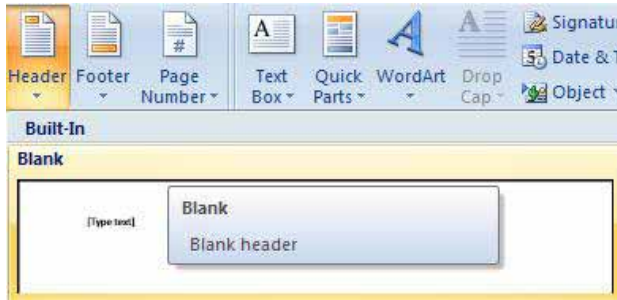 Header Footer Page Number Text Box Quick Parts WordArt Drop Cap
Signatu
Date & T
Object
Built-In
Blank
[Type text]
Blank
Blank header